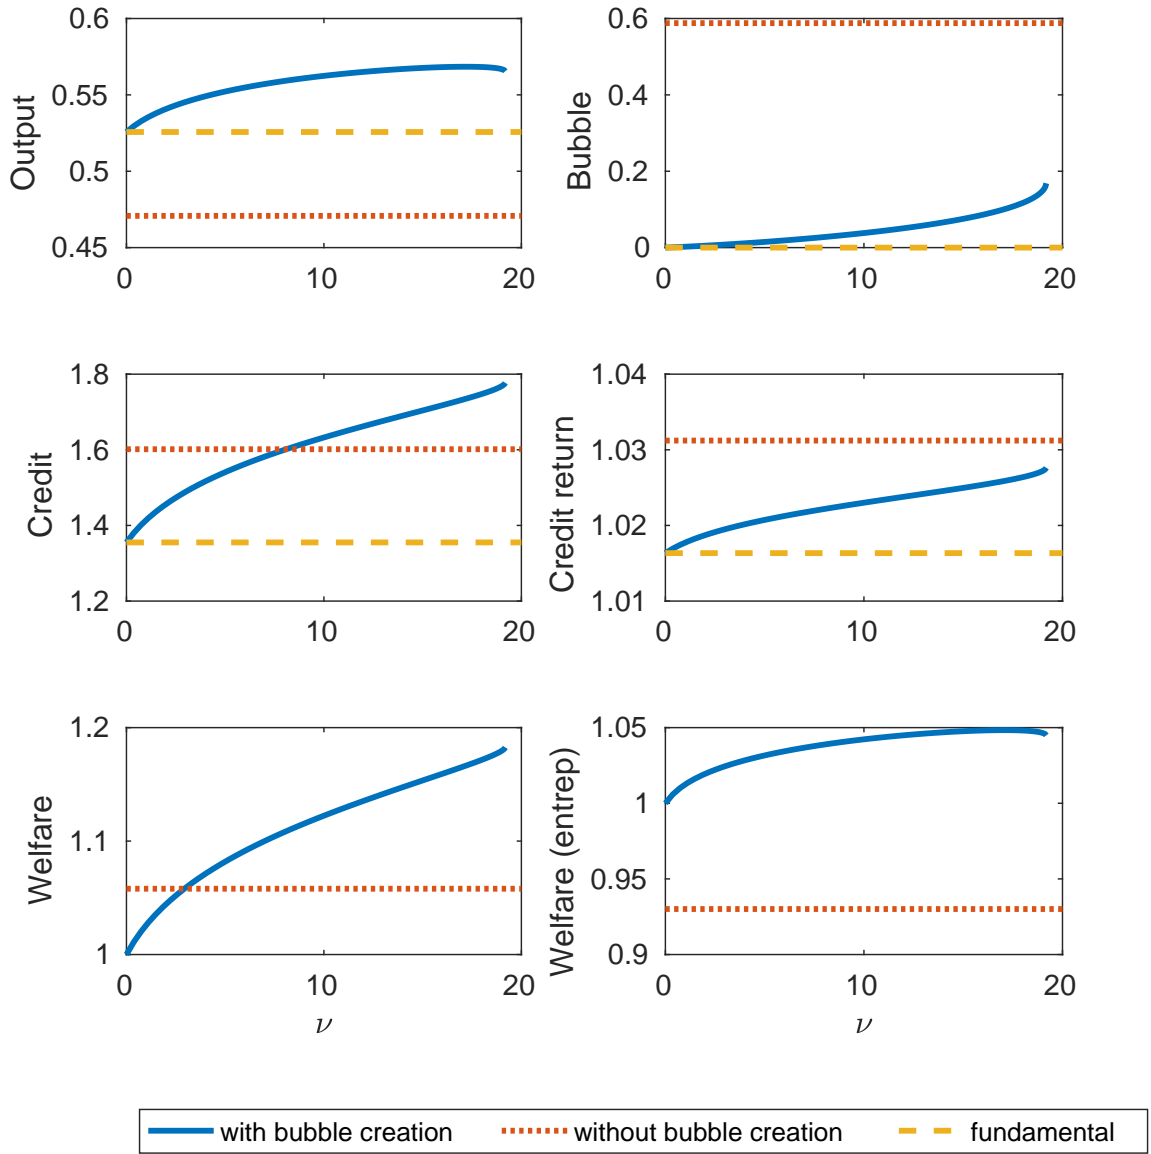 0.6
0.55
0.5
0.45
0 10 20
Output
0.6
0.4
0.2
0
0 10 20
Bubble
1.8
1.6
1.4
1.2
0 10 20
Credit
1.04
1.03
1.02
1.01
0 10 20
Credit return
1.2
1.1
1
0 10 20
Welfare
ν
1.05
1
0.95
0.9
0 10 20
Welfare (entrep)
ν
with bubble creation without bubble creation fundamental